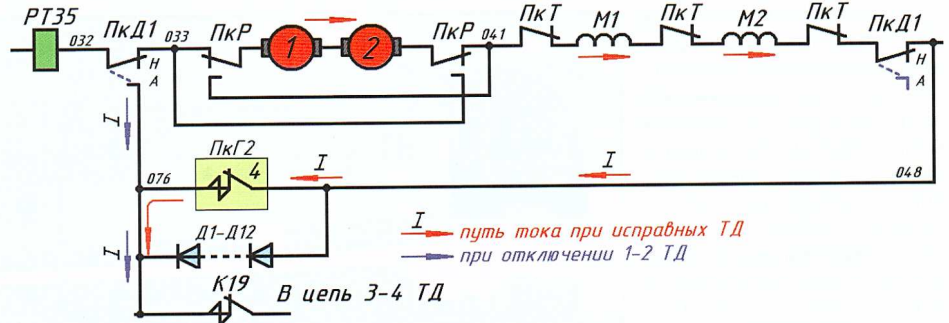 РТ35
032
ПкД1
033
ПкР
1
2
ПкР
041
ПкТ
М1
ПкТ
М2
ПкТ
ПкД1
Н
А
Н
А
I
ПкГ2
4
076
I
I
048
Д1-Д12
I
I путь тока при исправных ТД
при отключении 1-2 ТД
К19
В цепь 3-4 ТД